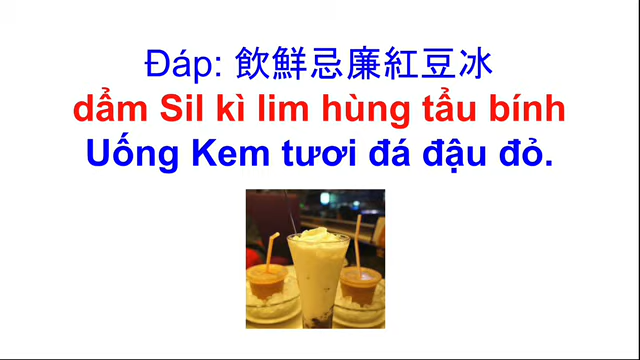 Đáp: 飲鮮忌廉紅豆冰
dẩm Sil kì lim hùng tẩu bính
Uống Kem tươi đá đậu đỏ.